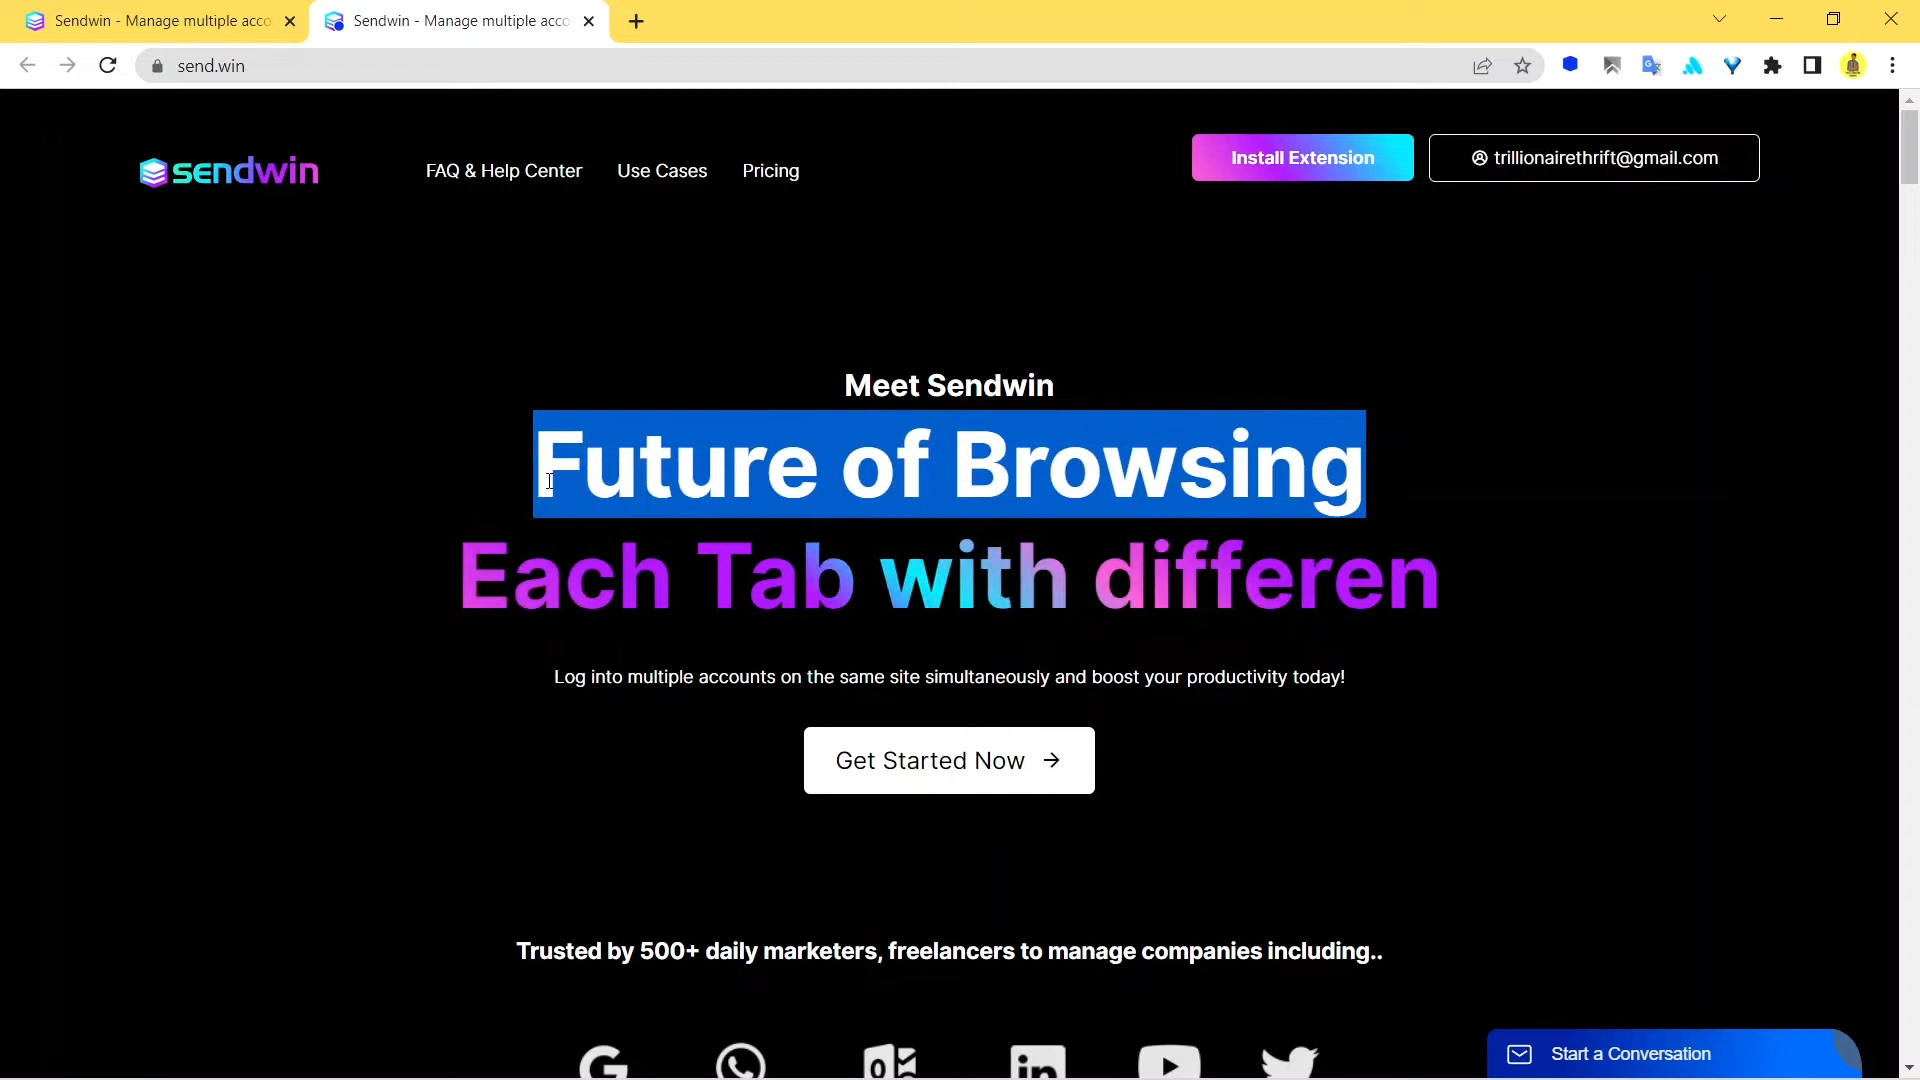 Sendwin - Manage multiple acco
Sendwin - Manage multiple acco
send.win
sendwin
FAQ & Help Center
Use Cases
Pricing
Install Extension
trillionairethrift@gmail.com
Meet Sendwin
Future of Browsing
Each Tab with differen
Log into multiple accounts on the same site simultaneously and boost your productivity today!
Get Started Now →
Trusted by 500+ daily marketers, freelancers to manage companies including..
Start a Conversation